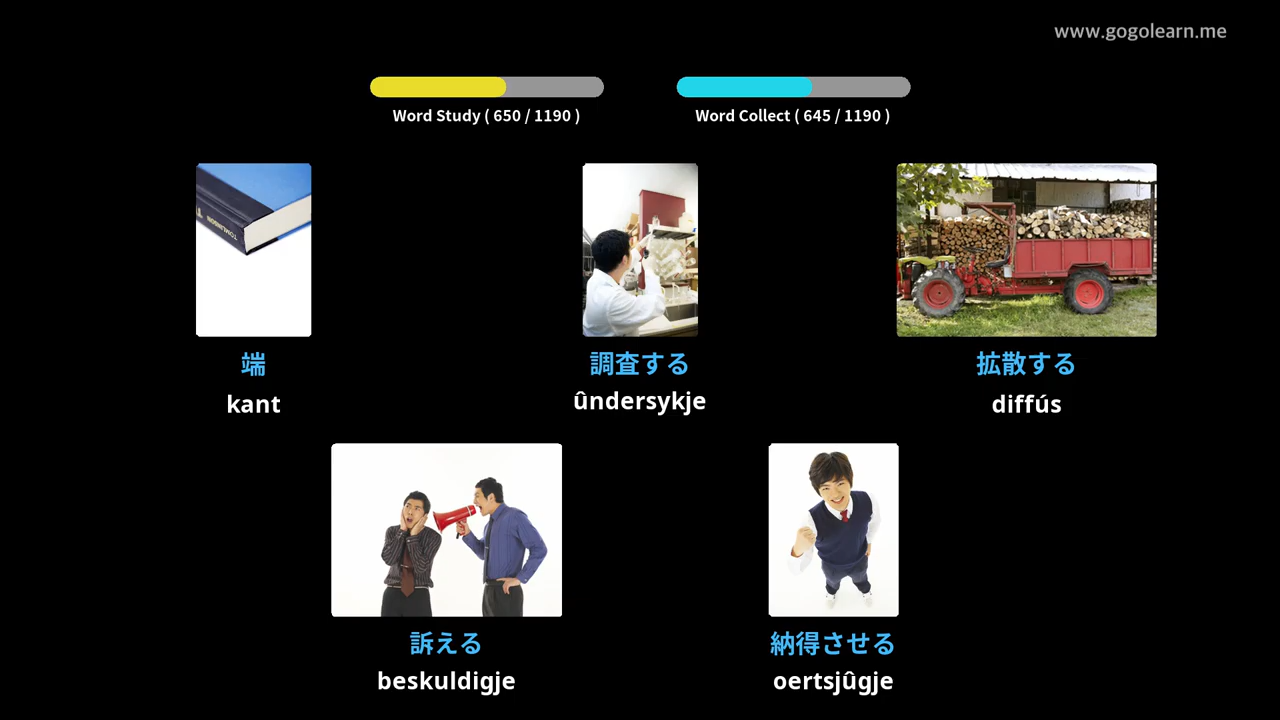 www.gogolearn.me
Word Study ( 650 / 1190 )
Word Collect ( 645 / 1190 )
TOMLINSON
端
kant
調査する
ûndersykje
拡散する
diffús
訴える
beskuldigje
納得させる
oertsjûgje